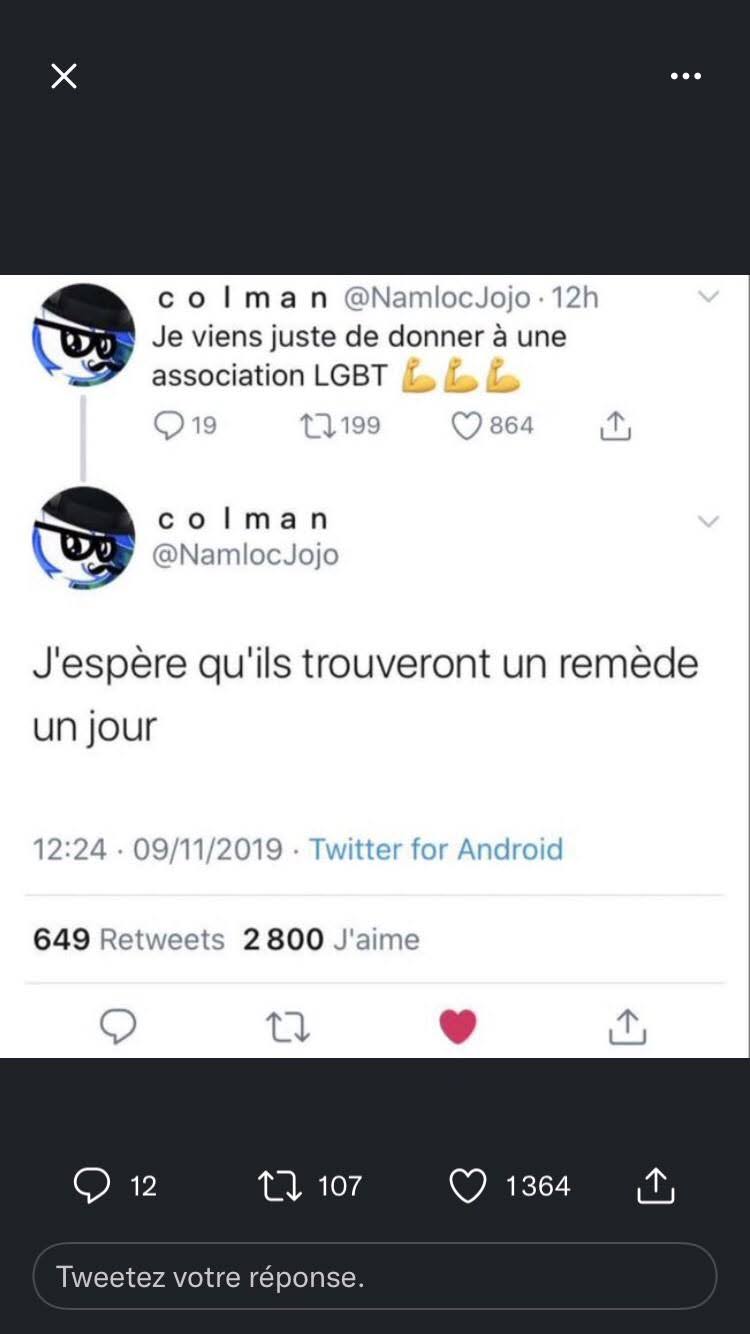 c o l m a n @NamlocJojo · 12h
Je viens juste de donner à une
association LGBT 💪💪💪
19 199 864
c o l m a n
@NamlocJojo
J'espère qu'ils trouveront un remède
un jour
12:24 · 09/11/2019 · Twitter for Android
649 Retweets 2 800 J'aime
12 107 1 364
Tweetez votre réponse.